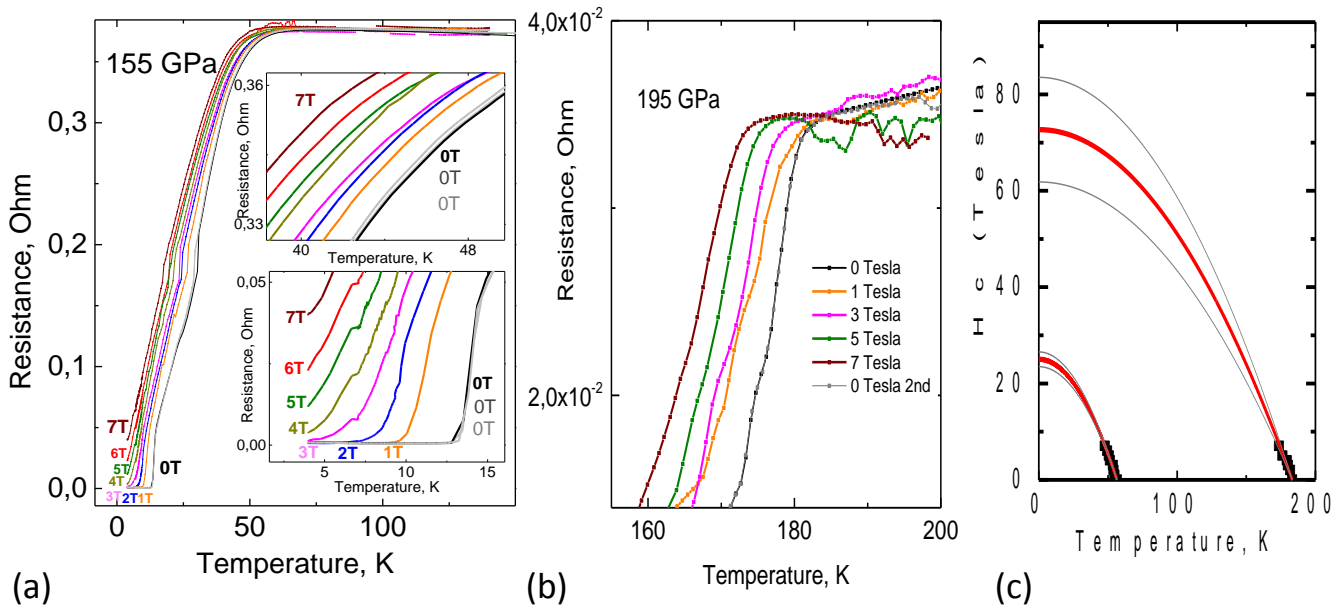 155 GPa
Resistance, Ohm
0,3
0,2
0,1
0,0
7T
6T
5T
4T
3T 2T 1T
0T
0 50 100
Temperature, K
(a)
Resistance, Ohm
0,36
0,33
7T
0T
0T
0T
40 48
Temperature, K
Resistance, Ohm
0,05
0,00
7T
6T
5T
4T
3T 2T 1T
0T
0T
0T
5 10 15
Temperature, K
4,0x10⁻²
195 GPa
Resistance, Ohm
2,0x10⁻²
0 Tesla
1 Tesla
3 Tesla
5 Tesla
7 Tesla
0 Tesla 2nd
160 180 200
Temperature, K
(b)
Hc (Tesla)
80
60
40
20
0
0 100 200
Temperature, K
(c)